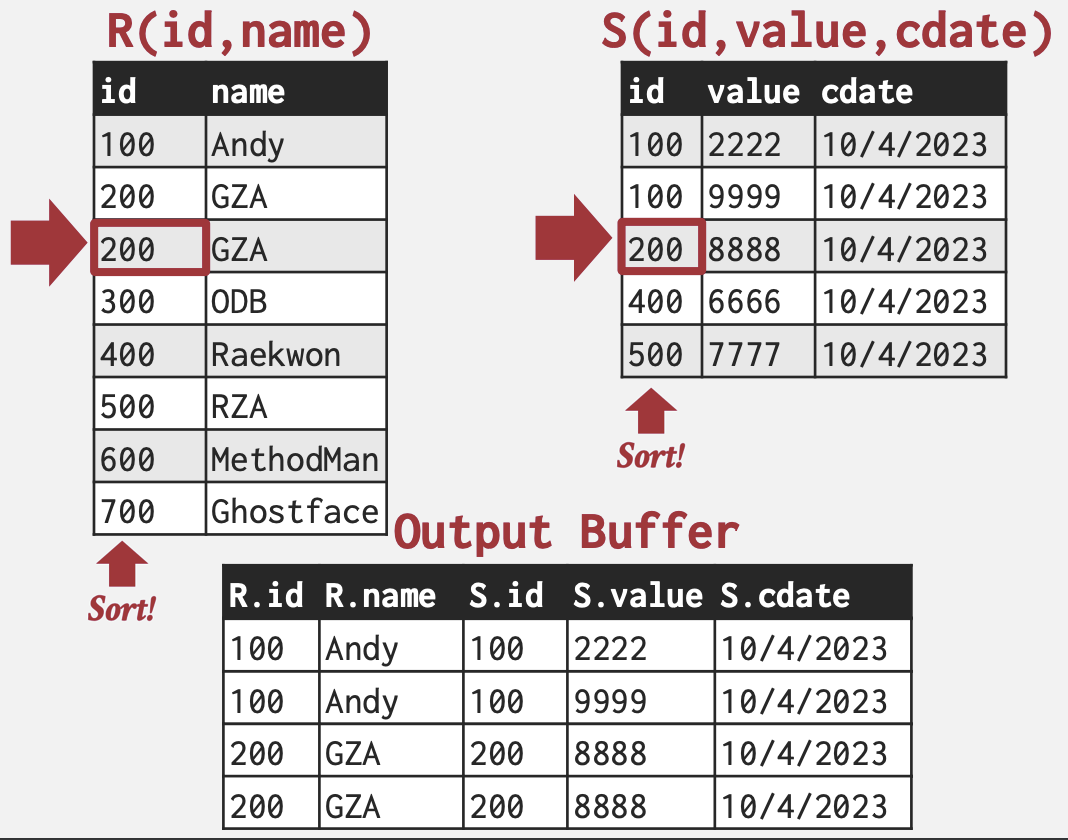 R(id,name)
id name
100 Andy
200 GZA
200 GZA
300 ODB
400 Raekwon
500 RZA
600 MethodMan
700 Ghostface
Sort!
S(id,value,cdate)
id value cdate
100 2222 10/4/2023
100 9999 10/4/2023
200 8888 10/4/2023
400 6666 10/4/2023
500 7777 10/4/2023
Sort!
Output Buffer
R.id R.name S.id S.value S.cdate
100 Andy 100 2222 10/4/2023
100 Andy 100 9999 10/4/2023
200 GZA 200 8888 10/4/2023
200 GZA 200 8888 10/4/2023